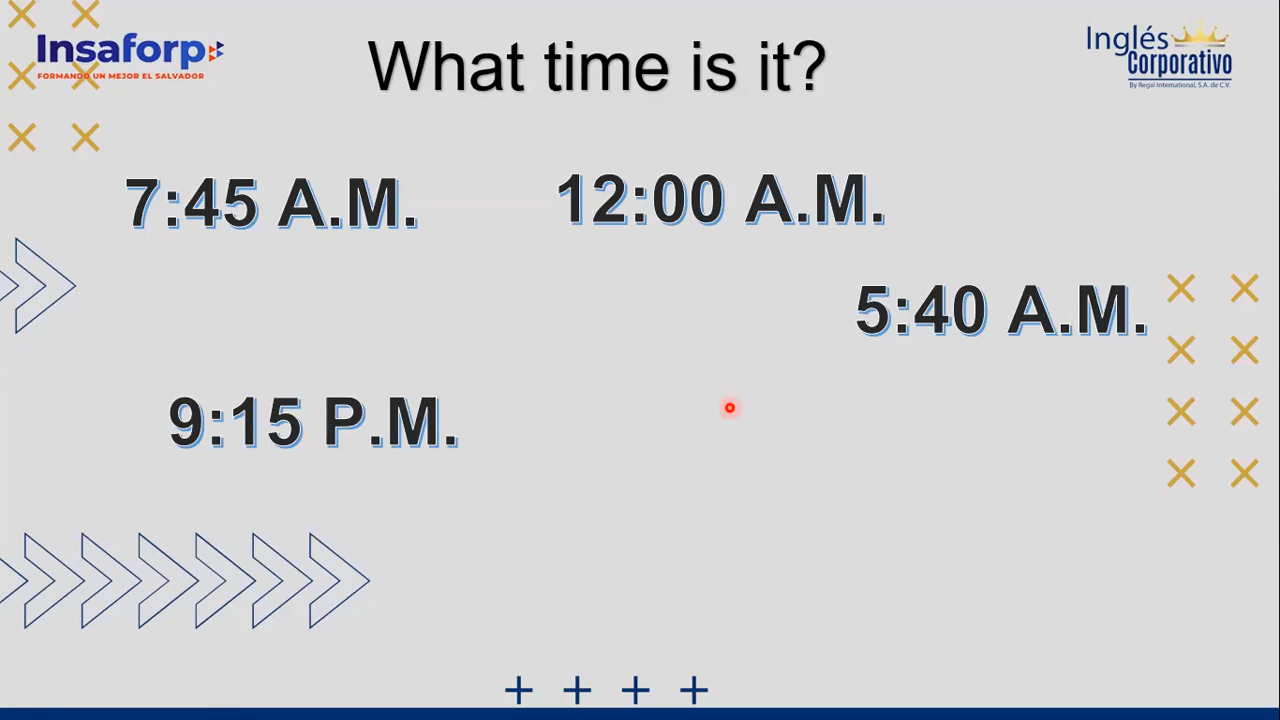 Insaforp
FORMANDO UN MEJOR EL SALVADOR
What time is it?
Inglés
Corporativo
By Regal International, S.A. de C.V.
7:45 A.M.
12:00 A.M.
5:40 A.M.
9:15 P.M.